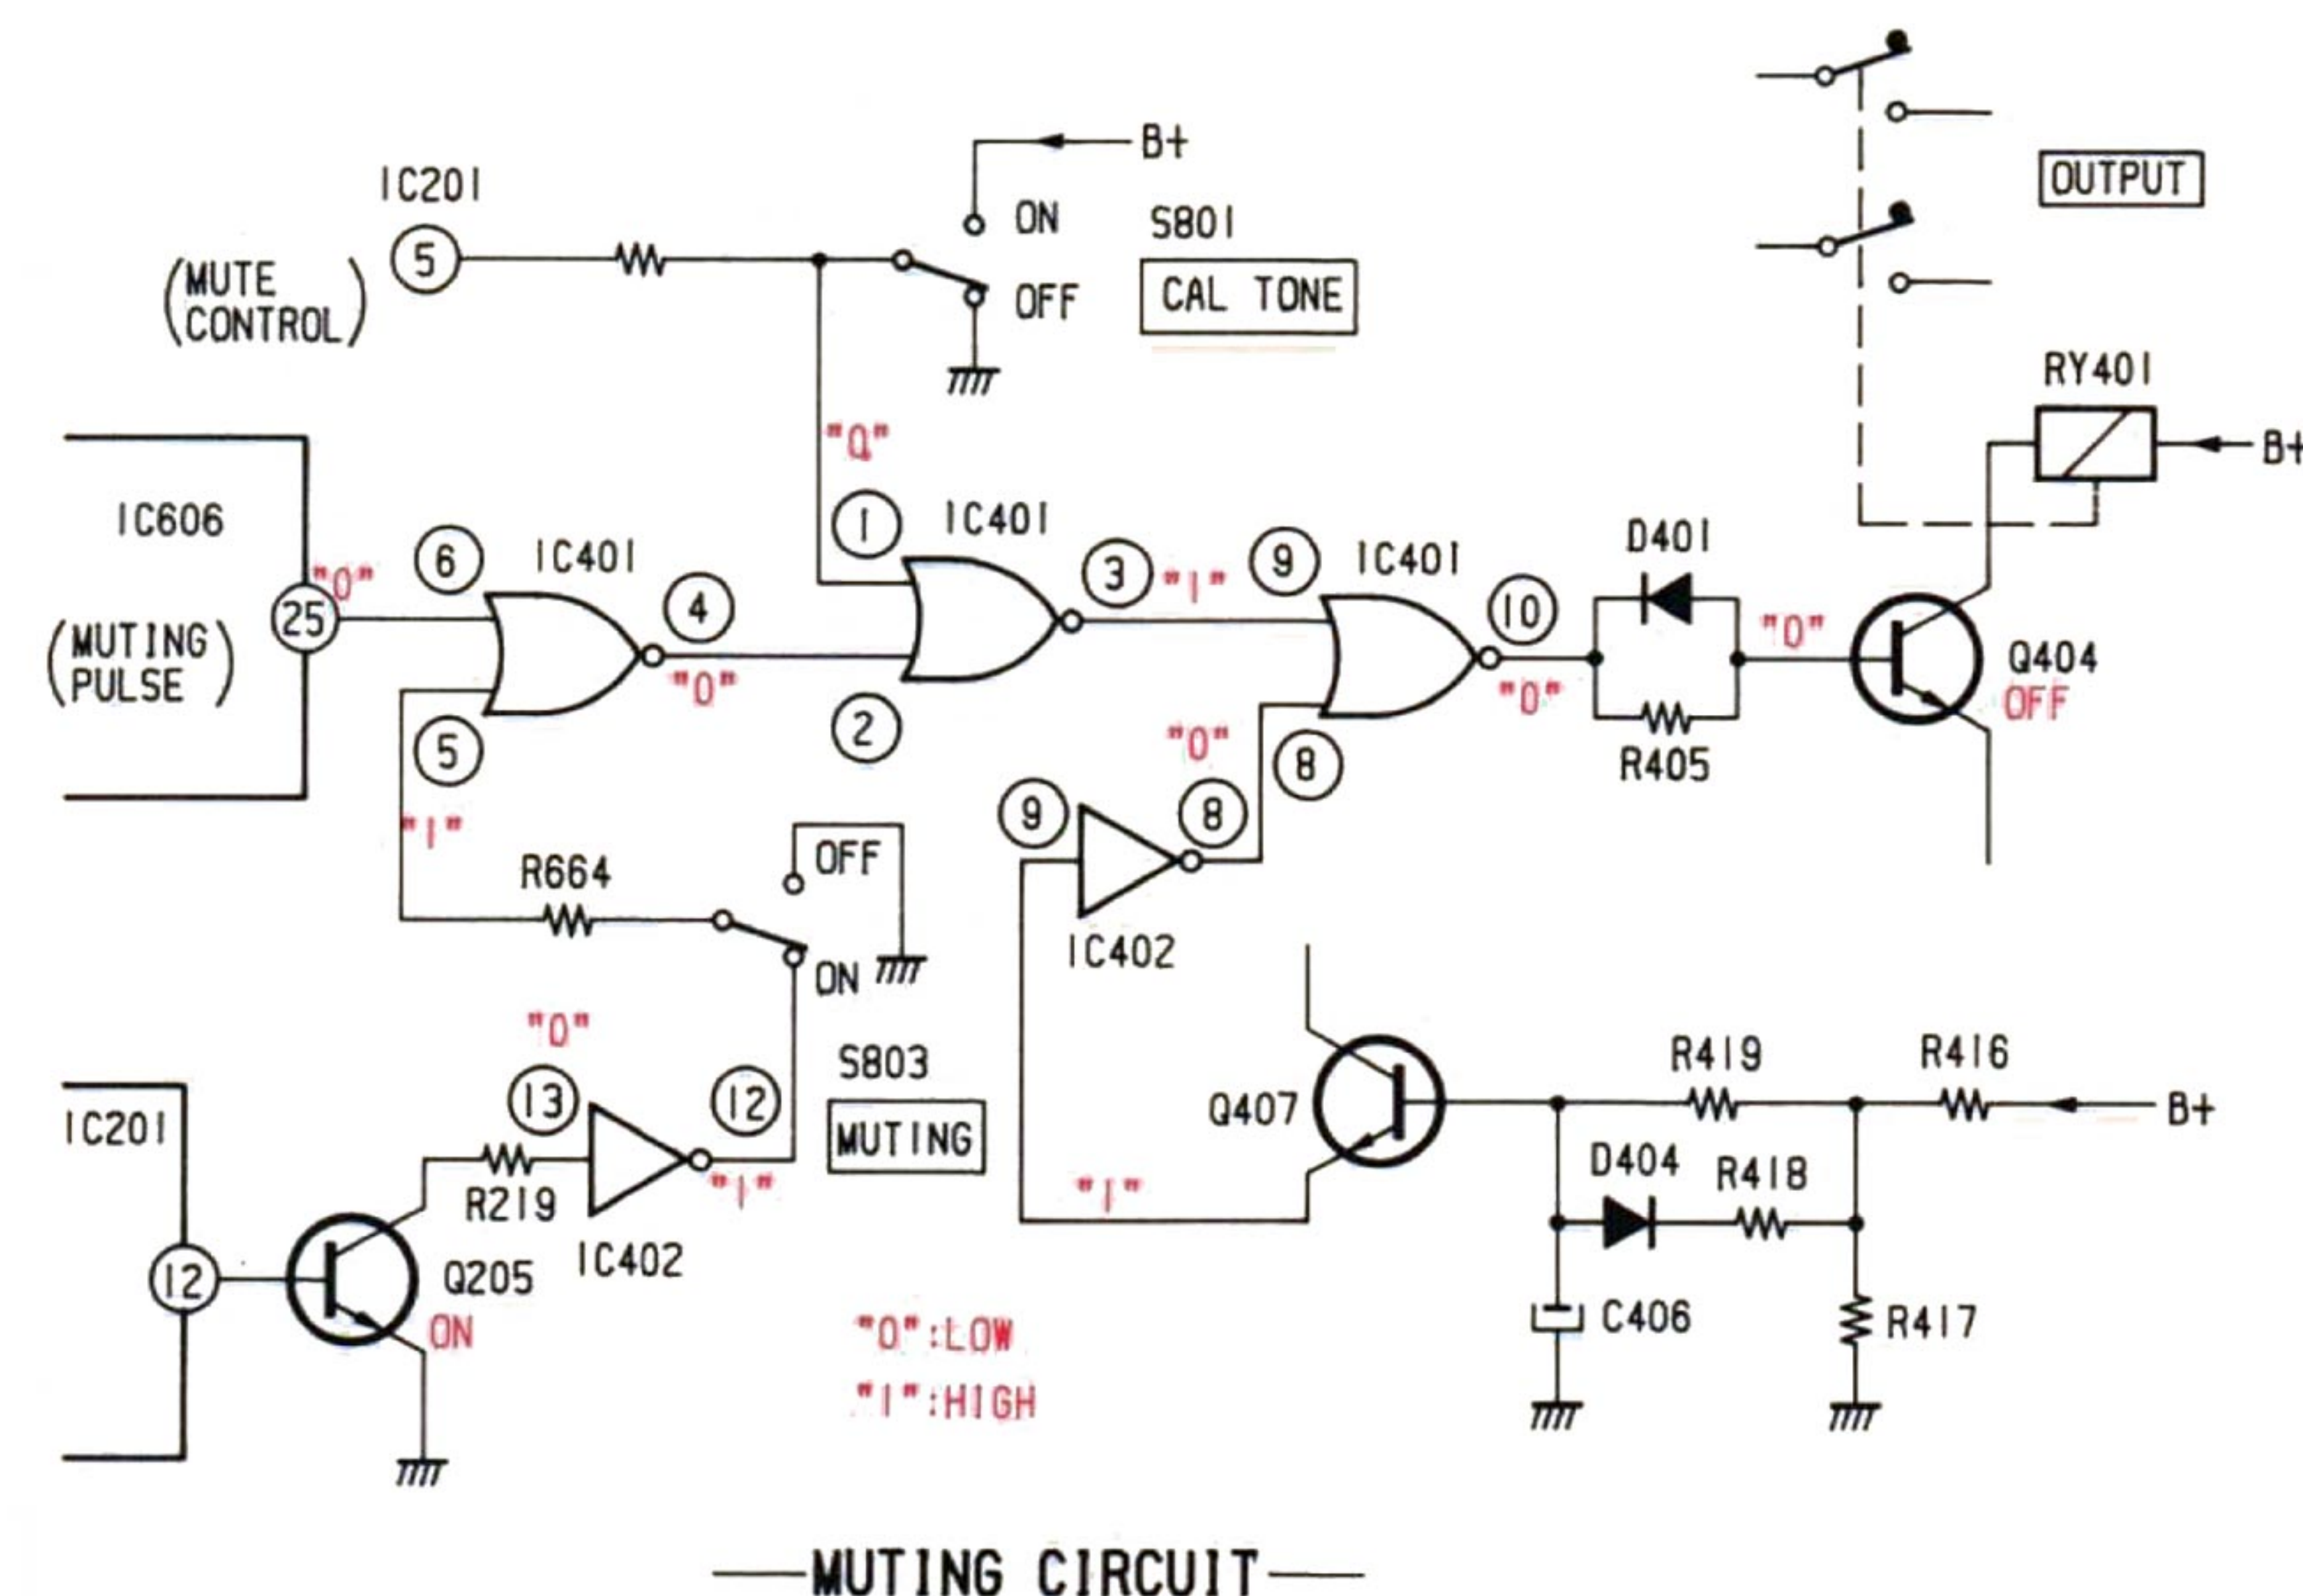 B+
IC201
ON
S801
OUTPUT
5
(MUTE CONTROL)
OFF
CAL TONE
RY401
B+
"0"
IC606
"0"
6
IC401
1
IC401
3
"1"
9
IC401
D401
10
"0"
25
4
(MUTING PULSE)
"0"
"0"
Q404
OFF
5
2
"0"
8
R405
"1"
9
8
R664
OFF
IC402
ON
"0"
S803
R419
R416
13
12
Q407
B+
IC201
MUTING
D404
R418
R219
"1"
"1"
12
Q205
IC402
ON
C406
R417
"0":LOW
"1":HIGH
MUTING CIRCUIT